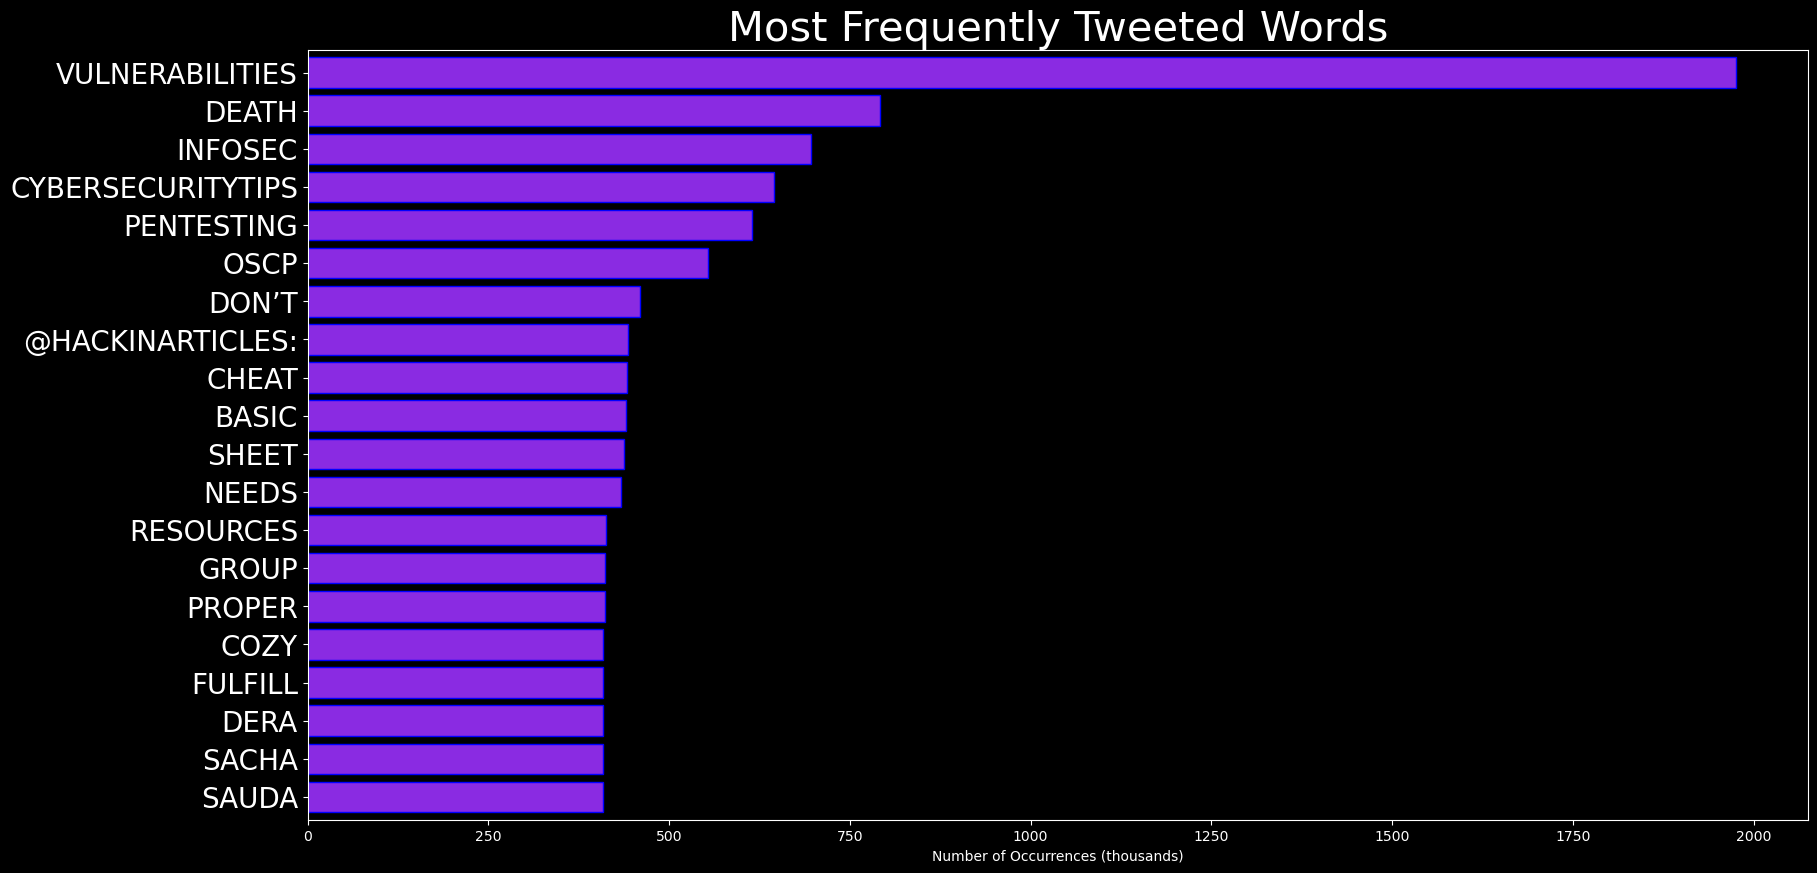 Most Frequently Tweeted Words
VULNERABILITIES
DEATH
INFOSEC
CYBERSECURITYTIPS
PENTESTING
OSCP
DON’T
@HACKINARTICLES:
CHEAT
BASIC
SHEET
NEEDS
RESOURCES
GROUP
PROPER
COZY
FULFILL
DERA
SACHA
SAUDA
0 250 500 750 1000 1250 1500 1750 2000
Number of Occurrences (thousands)